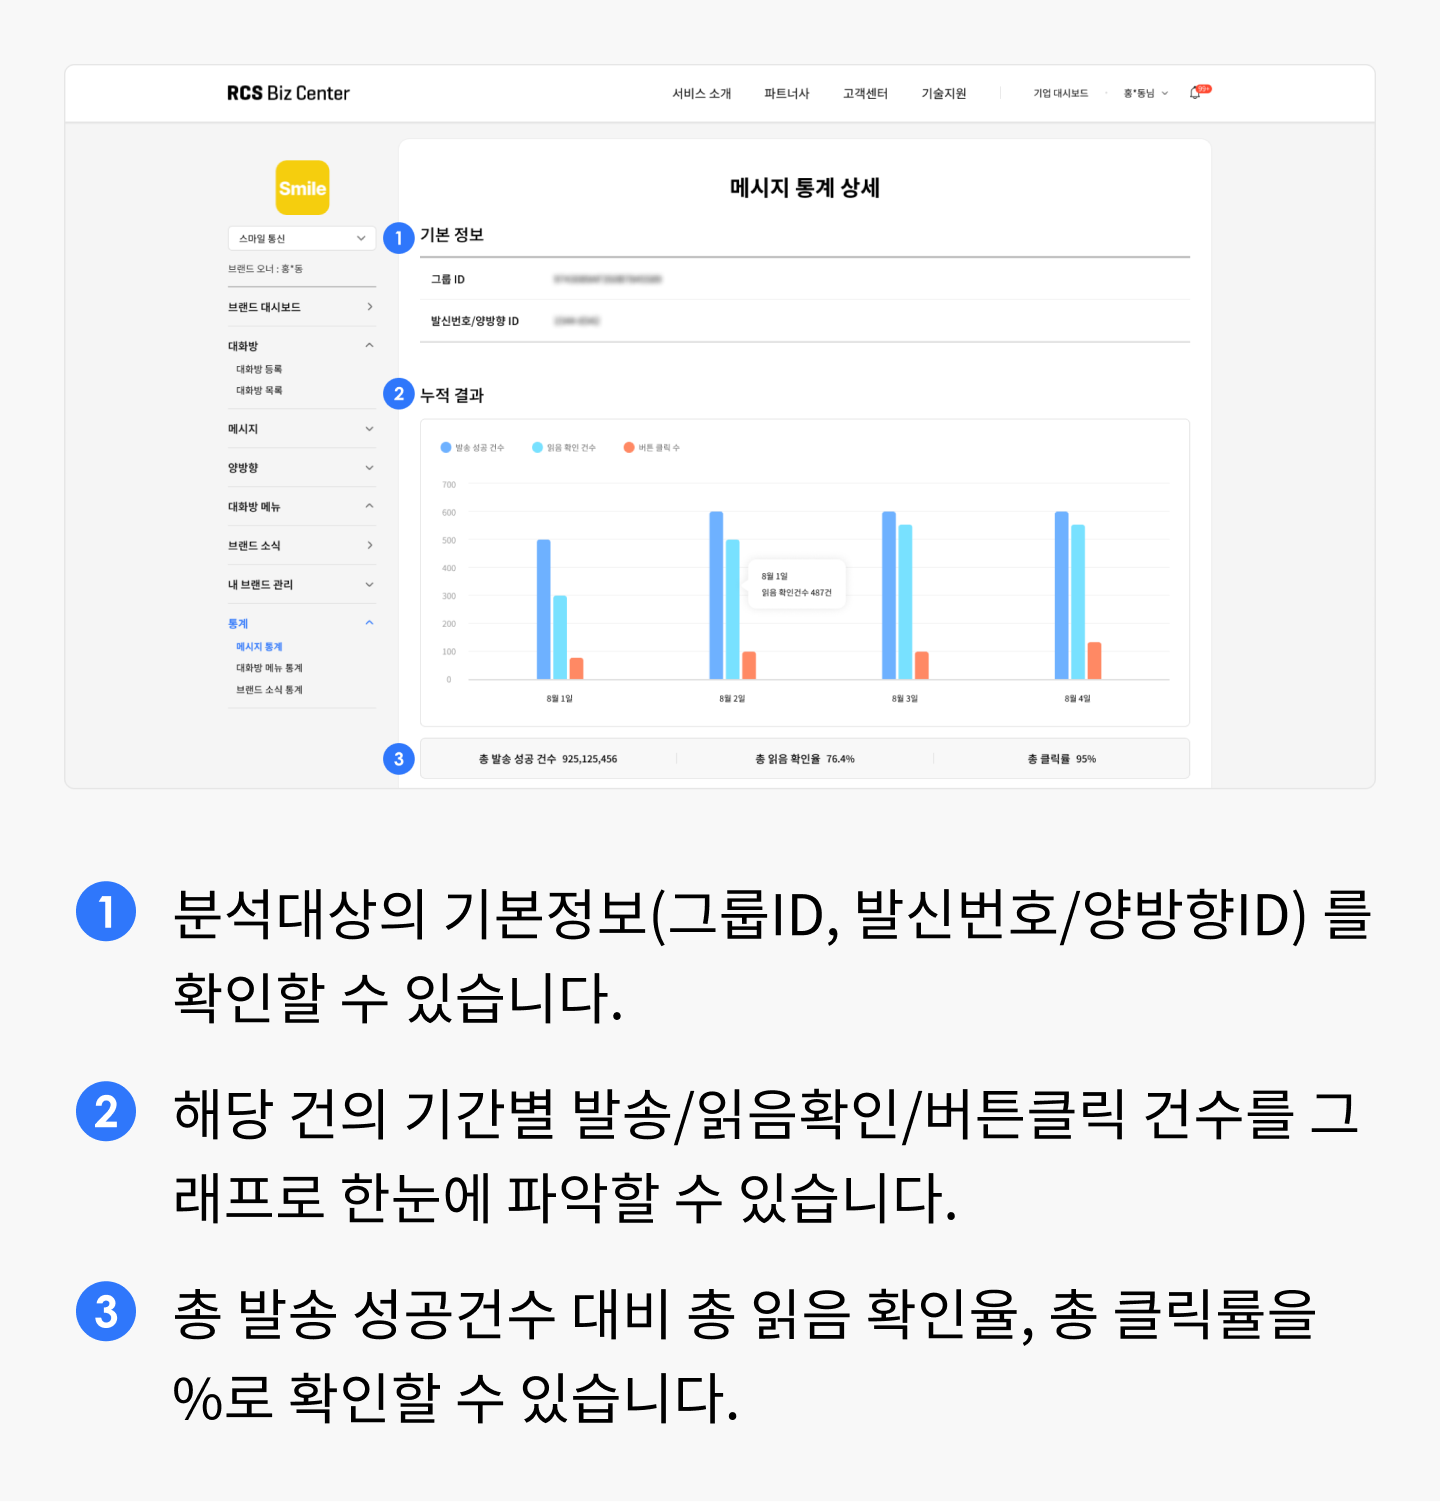 RCS Biz Center
서비스 소개 파트너사 고객센터 기술지원 기업 대시보드 홍*동님 99+
Smile
스마일 통신
브랜드 오너 : 홍*동
브랜드 대시보드
대화방
대화방 등록
대화방 목록
메시지
양방향
대화방 메뉴
브랜드 소식
내 브랜드 관리
통계
메시지 통계
대화방 메뉴 통계
브랜드 소식 통계
메시지 통계 상세
1 기본 정보
그룹 ID
발신번호/양방향 ID
2 누적 결과
발송 성공 건수 읽음 확인 건수 버튼 클릭 수
700
600
500
400
300
200
100
0
8월 1일
읽음 확인건수 487건
8월 1일 8월 2일 8월 3일 8월 4일
3 총 발송 성공 건수 925,125,456 총 읽음 확인율 76.4% 총 클릭률 95%
1 분석대상의 기본정보(그룹ID, 발신번호/양방향ID) 를
확인할 수 있습니다.
2 해당 건의 기간별 발송/읽음확인/버튼클릭 건수를 그
래프로 한눈에 파악할 수 있습니다.
3 총 발송 성공건수 대비 총 읽음 확인율, 총 클릭률을
%로 확인할 수 있습니다.